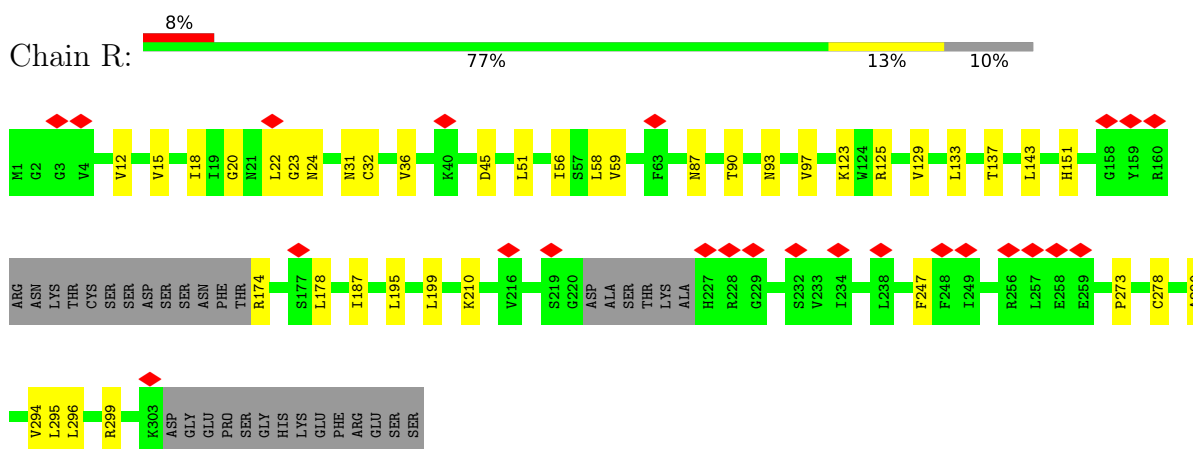 8%
Chain R:
77% 13% 10%
M1 G2 G3 V4 V12 V15 I18 I19 G20 N21 L22 G23 N24 N31 C32 V36 K40 D45 L51 I56 S57 L58 V59 F63 N87 T90 N93 V97 K123 W124 R125 V129 L133 T137 L143 H151 G158 Y159 R160
ARG ASN LYS THR CYS SER SER ASP SER SER ASN PHE THR R174 S177 L178 I187 L195 L199 K210 V216 S219 G220 ASP ALA SER THR LYS ALA H227 R228 G229 S232 V233 I234 L238 F247 F248 I249 R256 L257 E258 E259 P273 C278
V294 L295 L296 R299 K303 ASP GLY GLU PRO SER GLY HIS LYS GLU PHE ARG GLU SER SER